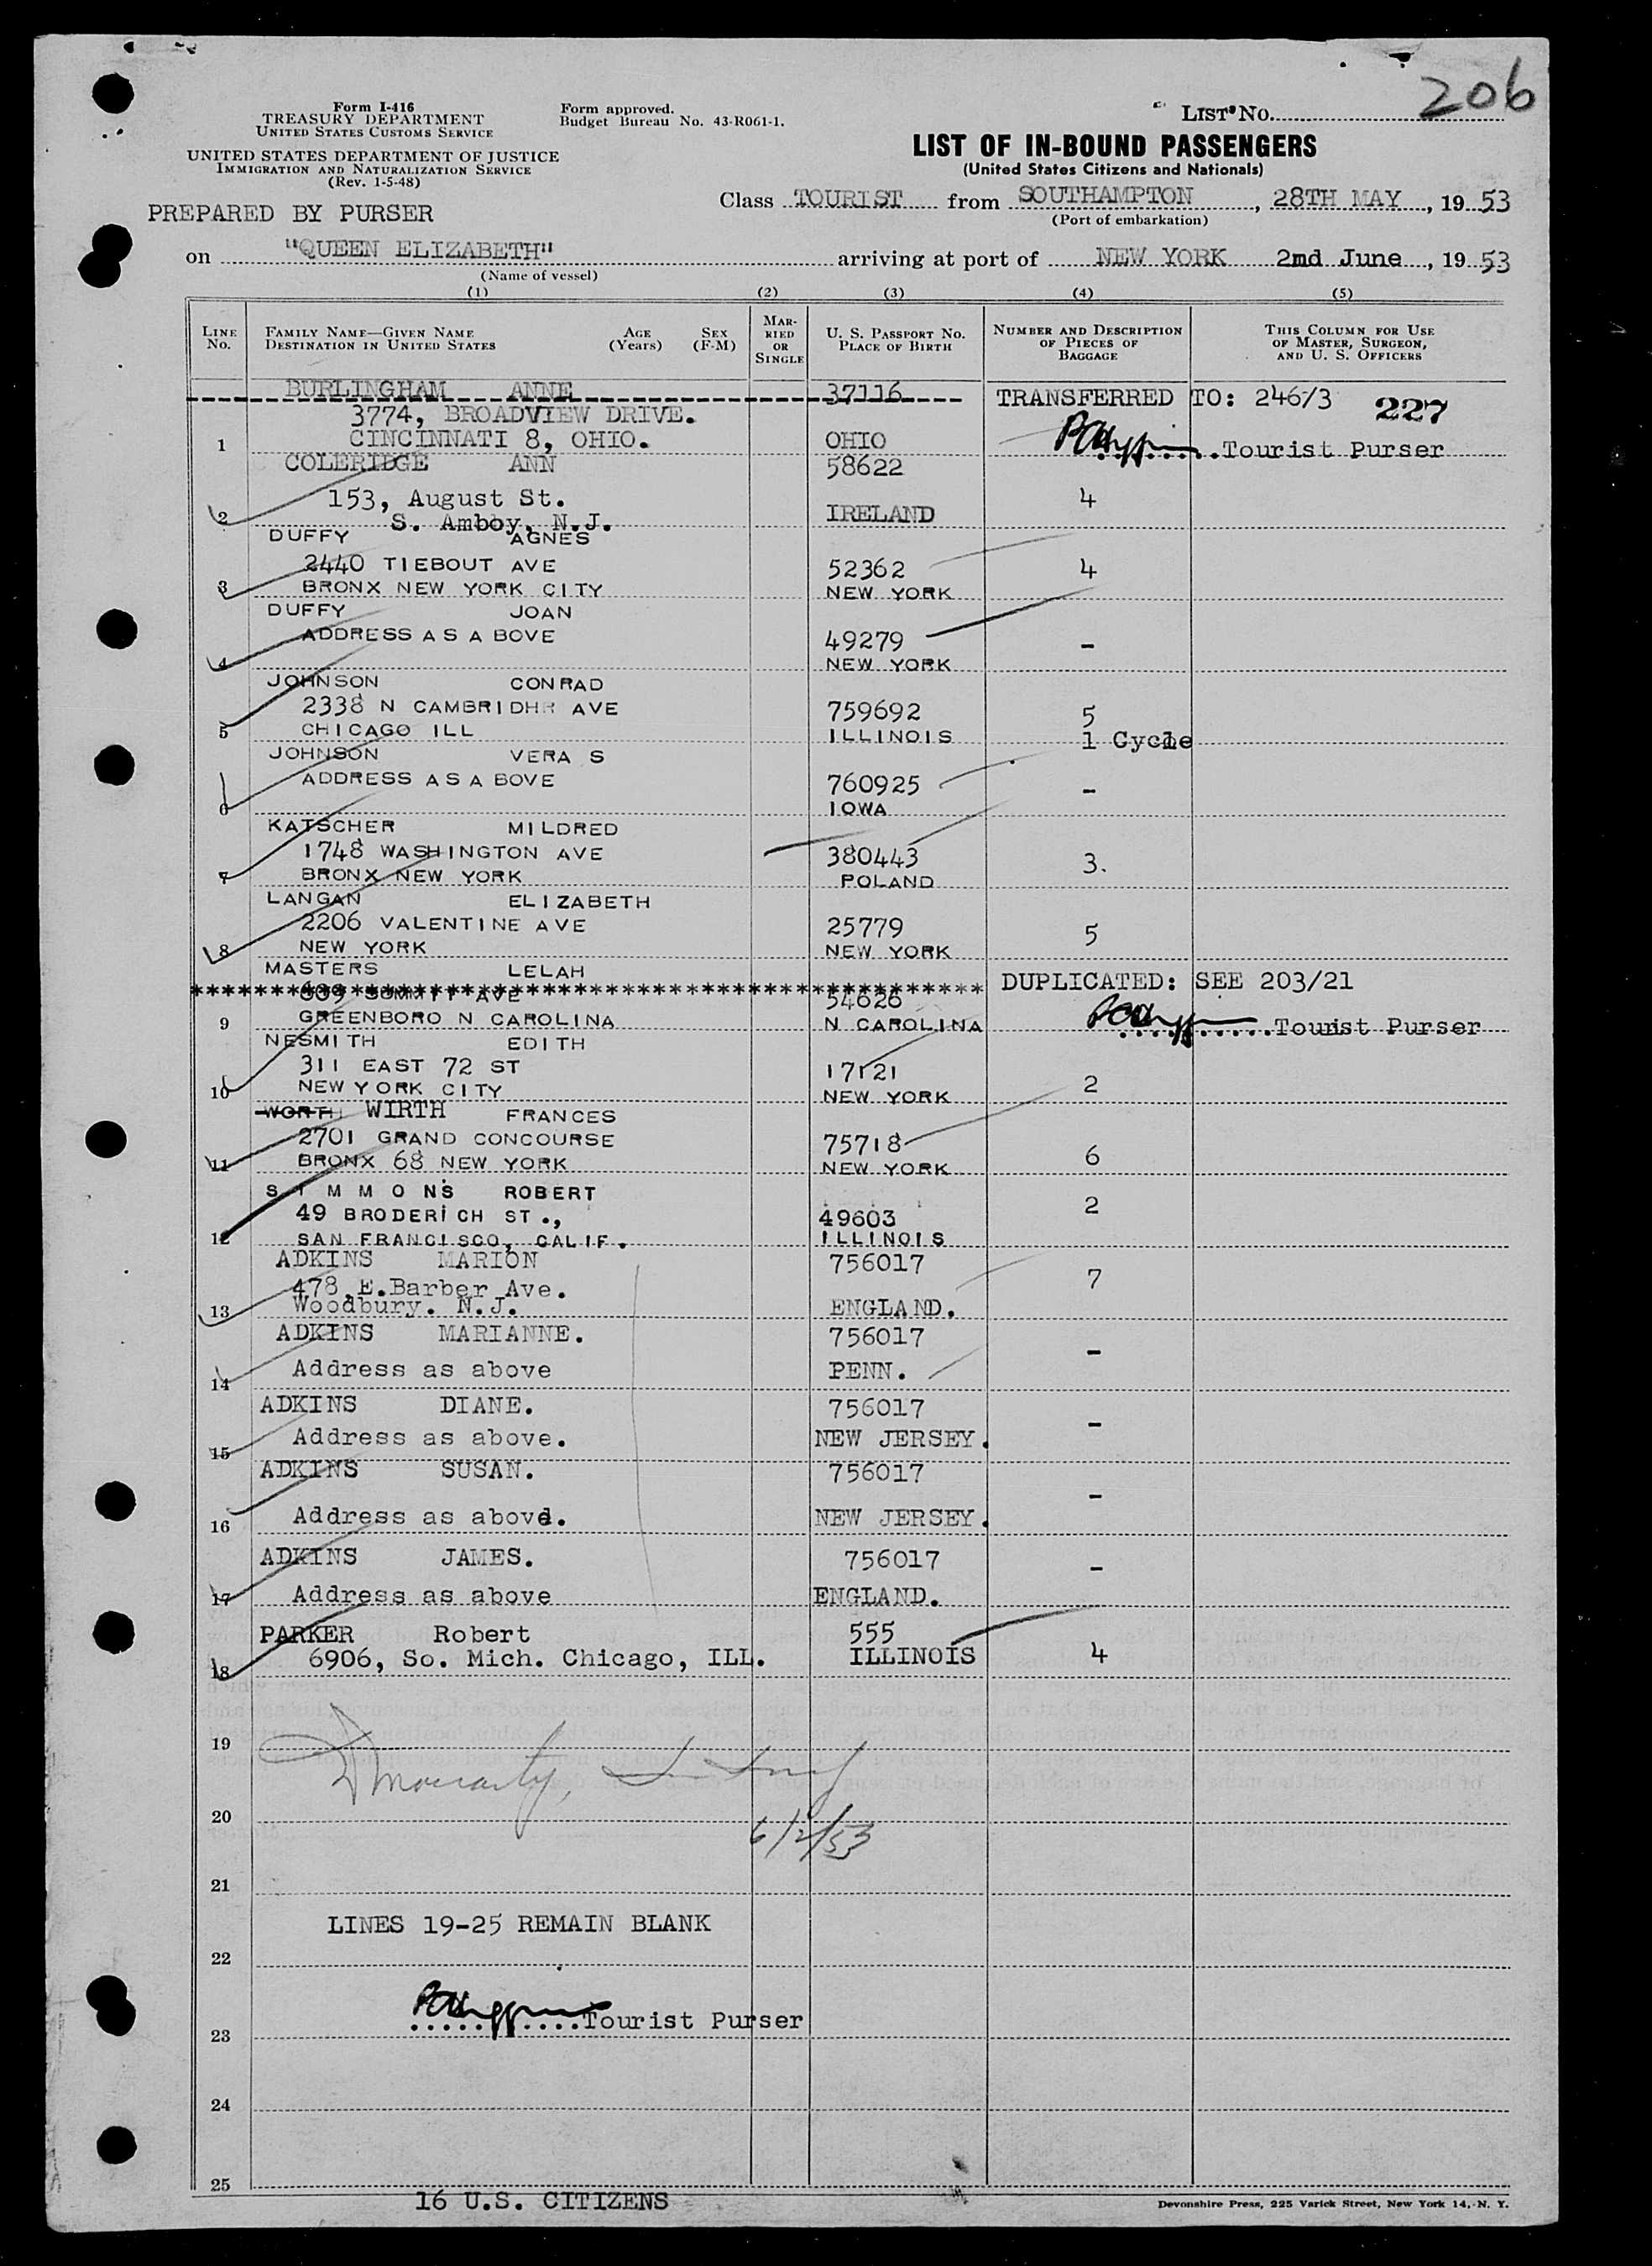 206
Form I-416
TREASURY DEPARTMENT
UNITED STATES CUSTOMS SERVICE
Form approved.
Budget Bureau No. 43-R061-1.
LIST No.
UNITED STATES DEPARTMENT OF JUSTICE
IMMIGRATION AND NATURALIZATION SERVICE
(Rev. 1-5-48)
LIST OF IN-BOUND PASSENGERS
(United States Citizens and Nationals)
PREPARED BY PURSER
Class TOURIST from SOUTHAMPTON, 28TH MAY, 1953
(Port of embarkation)
on "QUEEN ELIZABETH" arriving at port of NEW YORK 2md June, 1953
(Name of vessel)
(1) (2) (3) (4) (5)
LINE No. FAMILY NAME—GIVEN NAME DESTINATION IN UNITED STATES AGE (Years) SEX (F-M) MARRIED OR SINGLE U. S. PASSPORT No. PLACE OF BIRTH NUMBER AND DESCRIPTION OF PIECES OF BAGGAGE THIS COLUMN FOR USE OF MASTER, SURGEON, AND U. S. OFFICERS
BURLINGHAM ANNE 37116 TRANSFERRED TO: 246/3 227
3774, BROADVIEW DRIVE.
1 CINCINNATI 8, OHIO. OHIO Tourist Purser
COLERIDGE ANN 58622
153, August St. 4
2 S. Amboy, N.J. IRELAND
DUFFY AGNES
2440 TIEBOUT AVE 52362 4
3 BRONX NEW YORK CITY NEW YORK
DUFFY JOAN
ADDRESS AS A BOVE 49279 -
4 NEW YORK
JOHNSON CONRAD
2338 N CAMBRIDHR AVE 759692 5
5 CHICAGO ILL ILLINOIS 1 Cycle
JOHNSON VERA S
ADDRESS AS A BOVE 760925 -
6 IOWA
KATSCHER MILDRED
1748 WASHINGTON AVE 380443 3.
7 BRONX NEW YORK POLAND
LANGAN ELIZABETH
2206 VALENTINE AVE 25779 5
8 NEW YORK NEW YORK
MASTERS LELAH DUPLICATED: SEE 203/21
609 SUMMIT AVE 54626
9 GREENBORO N CAROLINA N CAROLINA Tourist Purser
NESMITH EDITH
311 EAST 72 ST 17121
10 NEW YORK CITY NEW YORK 2
WORTH WIRTH FRANCES
2701 GRAND CONCOURSE 75718
11 BRONX 68 NEW YORK NEW YORK 6
SIMMONS ROBERT 2
49 BRODERICH ST., 49603
12 SAN FRANCISCO, CALIF. ILLINOIS
ADKINS MARION 756017
478, E.Barber Ave. 7
13 Woodbury. N.J. ENGLAND.
ADKINS MARIANNE. 756017
Address as above PENN. -
14
ADKINS DIANE. 756017
15 Address as above. NEW JERSEY. -
ADKINS SUSAN. 756017
16 Address as above. NEW JERSEY. -
ADKINS JAMES. 756017
17 Address as above ENGLAND. -
PARKER Robert 555
18 6906, So. Mich. Chicago, ILL. ILLINOIS 4
19
20
6/2/53
21
LINES 19-25 REMAIN BLANK
22
Tourist Purser
23
24
25
16 U.S. CITIZENS
Devonshire Press, 225 Varick Street, New York 14, N. Y.